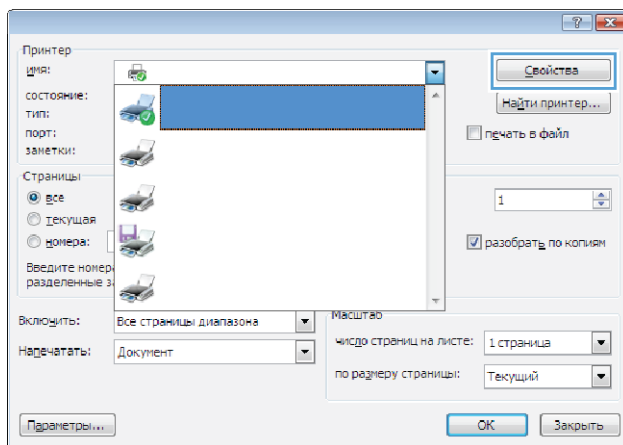 Принтер
имя:
Свойства
состояние:
Найти принтер...
тип:
порт:
печать в файл
заметки:
Страницы
все
1
текущая
номера:
разобрать по копиям
Введите
разделенные
Включить:
Все страницы диапазона
Масштаб
число страниц на листе:
1 страница
Напечатать:
Документ
по размеру страницы:
Текущий
Параметры...
ОК
Закрыть